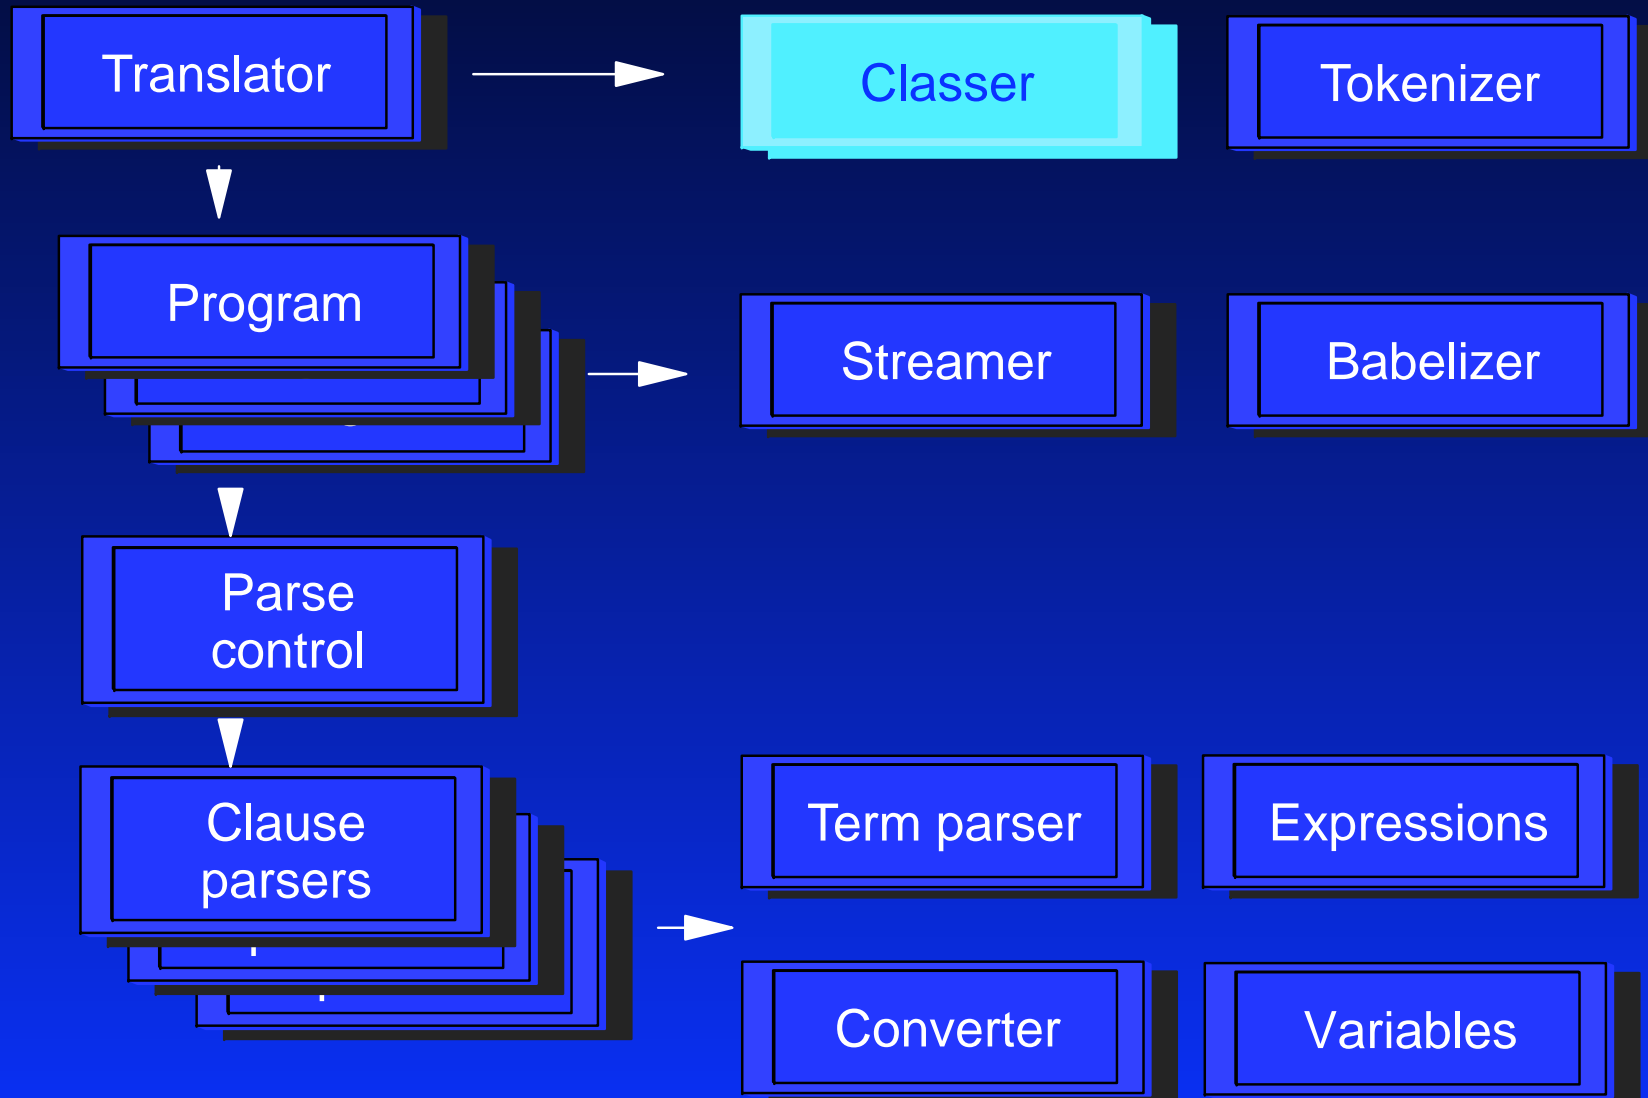 Translator
Classer
Tokenizer
Program
Streamer
Babelizer
Parse
control
Clause
parsers
Term parser
Expressions
Converter
Variables